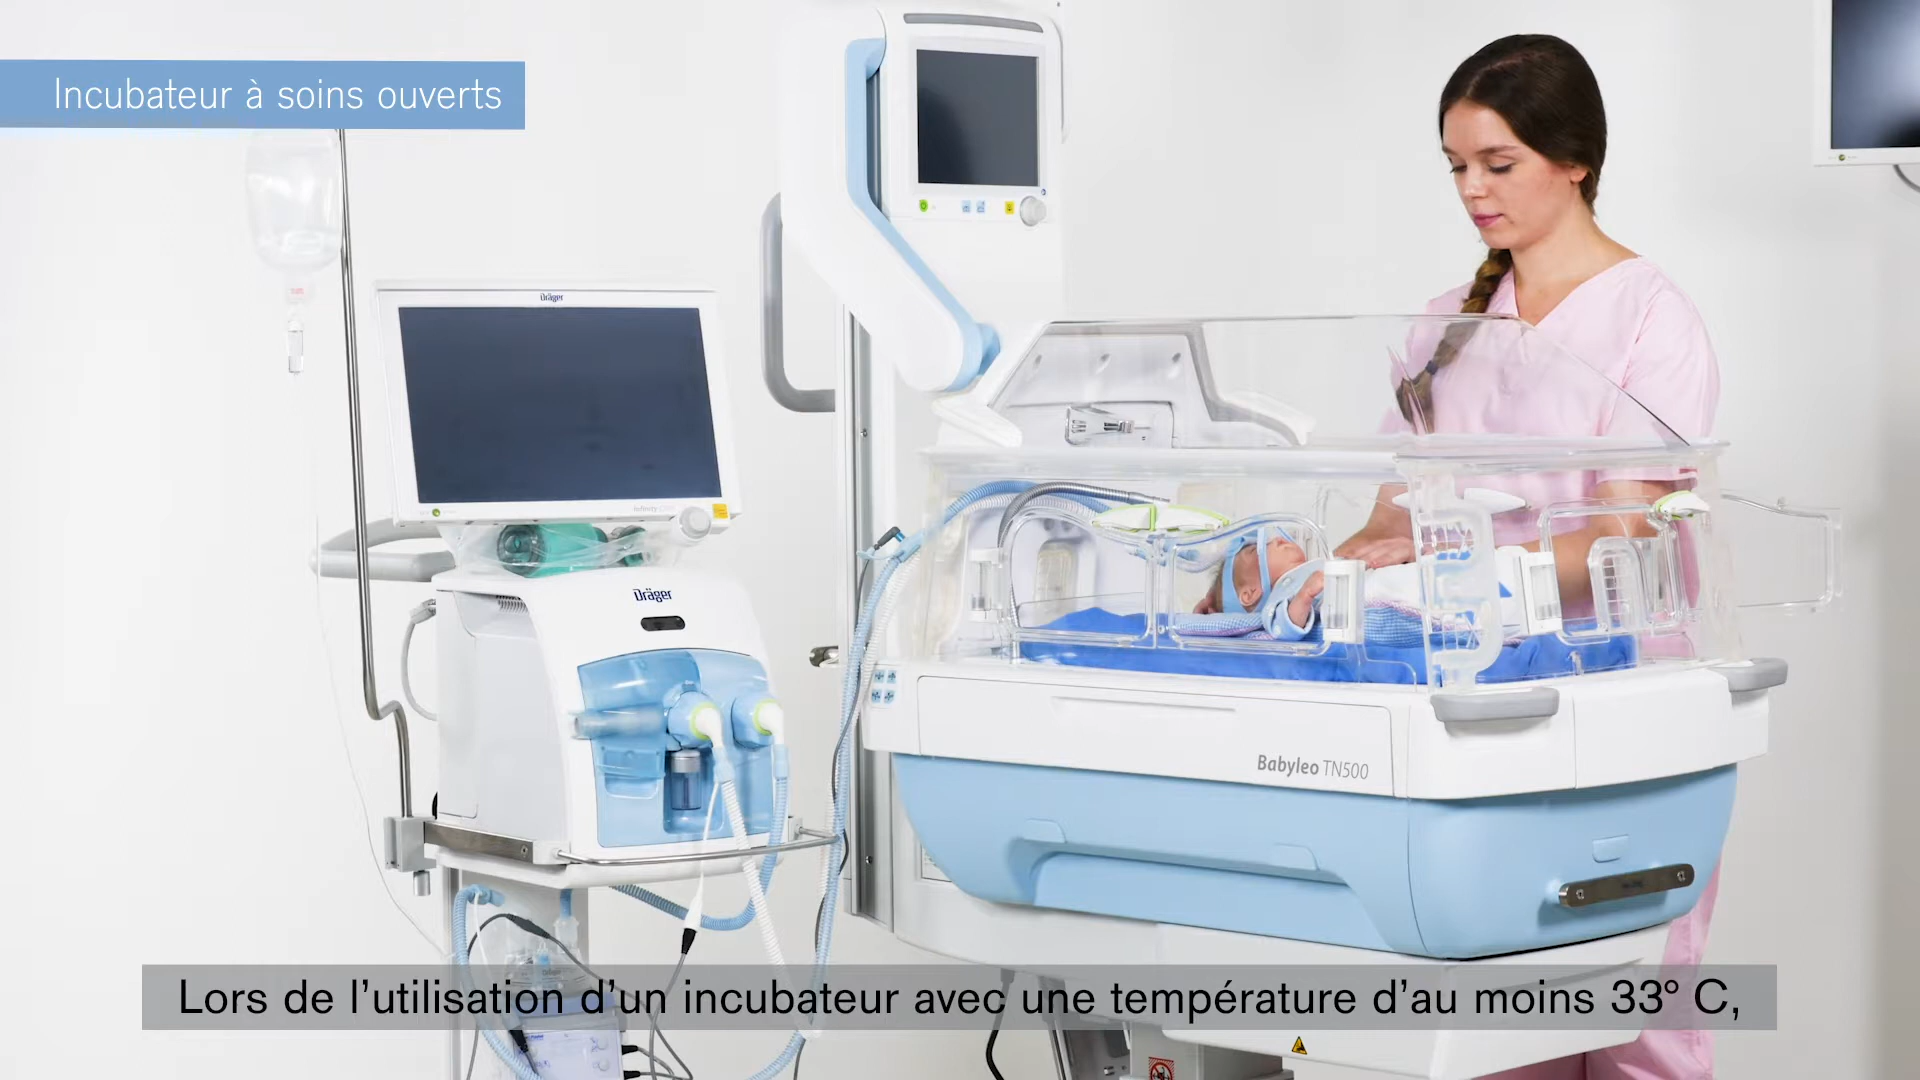 Incubateur à soins ouverts
Dräger
Dräger
Babyleo TN500
Lors de l’utilisation d’un incubateur avec une température d’au moins 33° C,